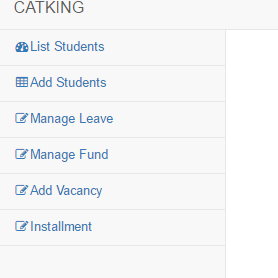 CATKING
List Students
Add Students
Manage Leave
Manage Fund
Add Vacancy
Installment